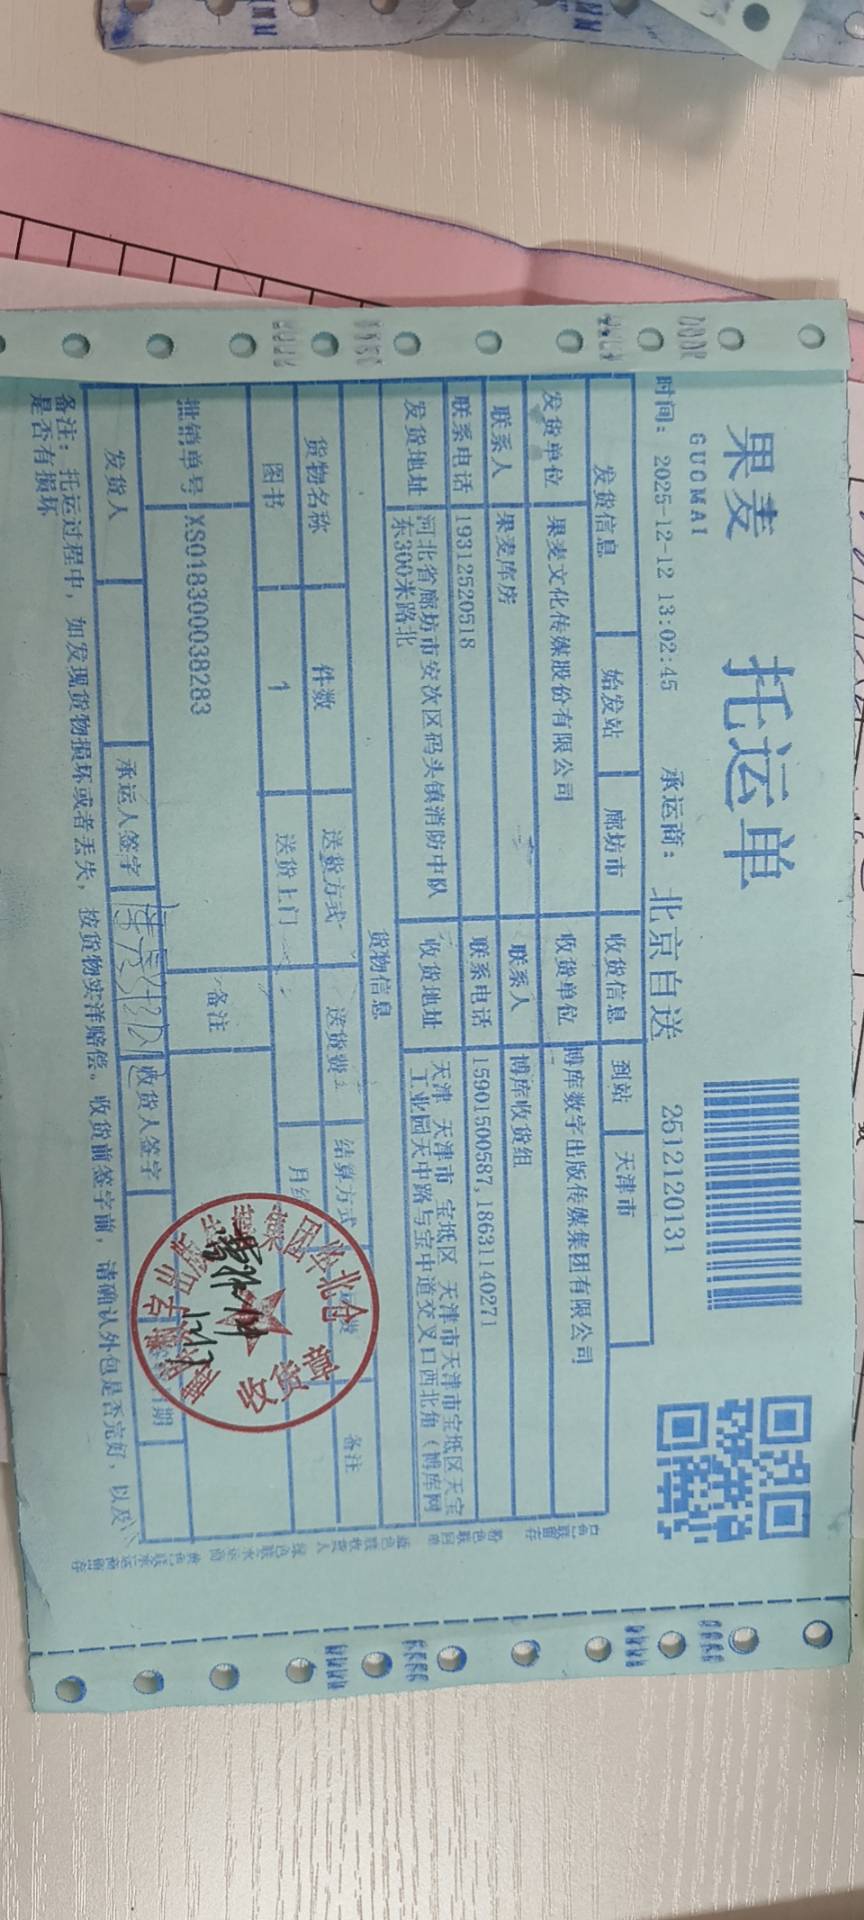 果麦
GUOMAI
托运单
时间: 2025-12-12 13:02:45 承运商: 北京自送 2512120131
发货信息 始发站 廊坊市 收货信息 到站 天津市
发货单位 果麦文化传媒股份有限公司 收货单位 博库数字出版传媒集团有限公司
联系人 果麦库房 联系人 博库收货组
联系电话 19312520518 联系电话 15901500587,18631140271
发货地址 河北省廊坊市安次区码头镇消防中队东300米路北 收货地址 天津 天津市 宝坻区 天津市天津市宝坻区天宝工业园天中路与宝中道交叉口西北角(博库网
货物信息
货物名称 件数 送货方式 送货费 结算方式 备注
图书 1 送货上门 月结
批销单号 XS018300038283 备注
发货人 承运人签字 收货人签字 日期
备注: 托运过程中, 如发现货物损坏或者丢失, 按货物实洋赔偿。收货前签字前, 请确认外包是否完好, 以及
是否有损坏
收货章